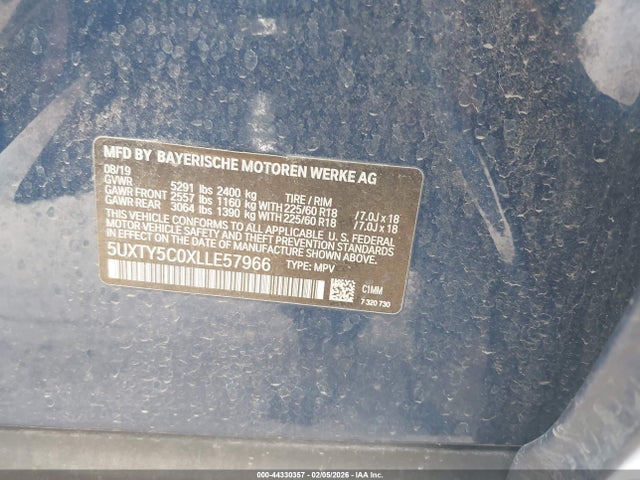 MFD BY BAYERISCHE MOTOREN WERKE AG
08/19
GVWR 5291 lbs 2400 kg TIRE / RIM
GAWR FRONT 2557 lbs 1160 kg WITH 225/60 R18 /7.0J x 18
GAWR REAR 3064 lbs 1390 kg WITH 225/60 R18 /7.0J x 18
THIS VEHICLE CONFORMS TO ALL APPLICABLE U.S. FEDERAL
MOTOR VEHICLE SAFETY, BUMPER, AND THEFT PREVENTION
STANDARDS IN EFFECT ON THE DATE OF MANUFACTURE
SHOWN ABOVE.
5UXTY5C0XLLE57966 TYPE: MPV
C1MM
7 320 730
000-44330357 - 02/05/2026 - COPYRIGHT IAA, LLC